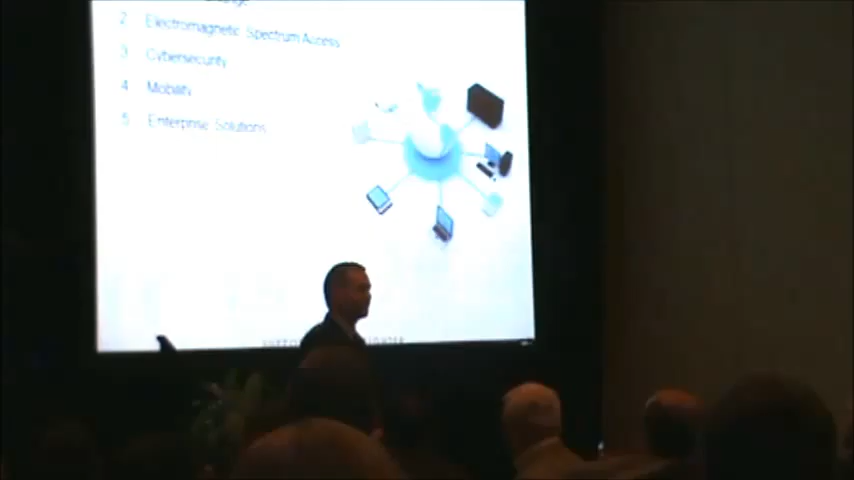 2 Electromagnetic Spectrum Access
3 Cybersecurity
4 Mobility
5 Enterprise Solutions